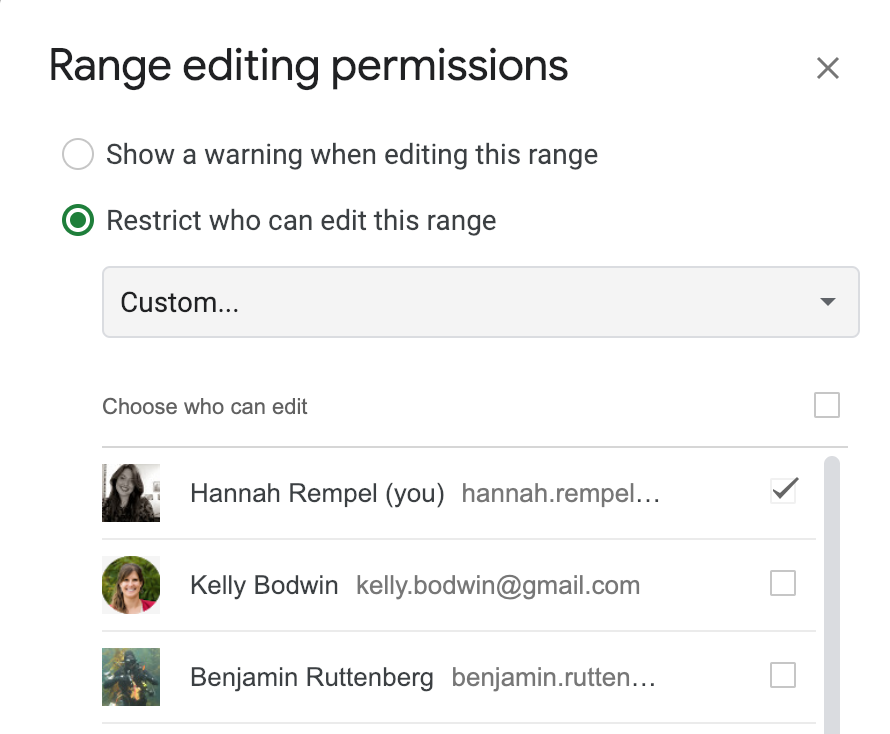 Range editing permissions
Show a warning when editing this range
Restrict who can edit this range
Custom...
Choose who can edit
Hannah Rempel (you) hannah.rempel...
Kelly Bodwin kelly.bodwin@gmail.com
Benjamin Ruttenberg benjamin.rutten...